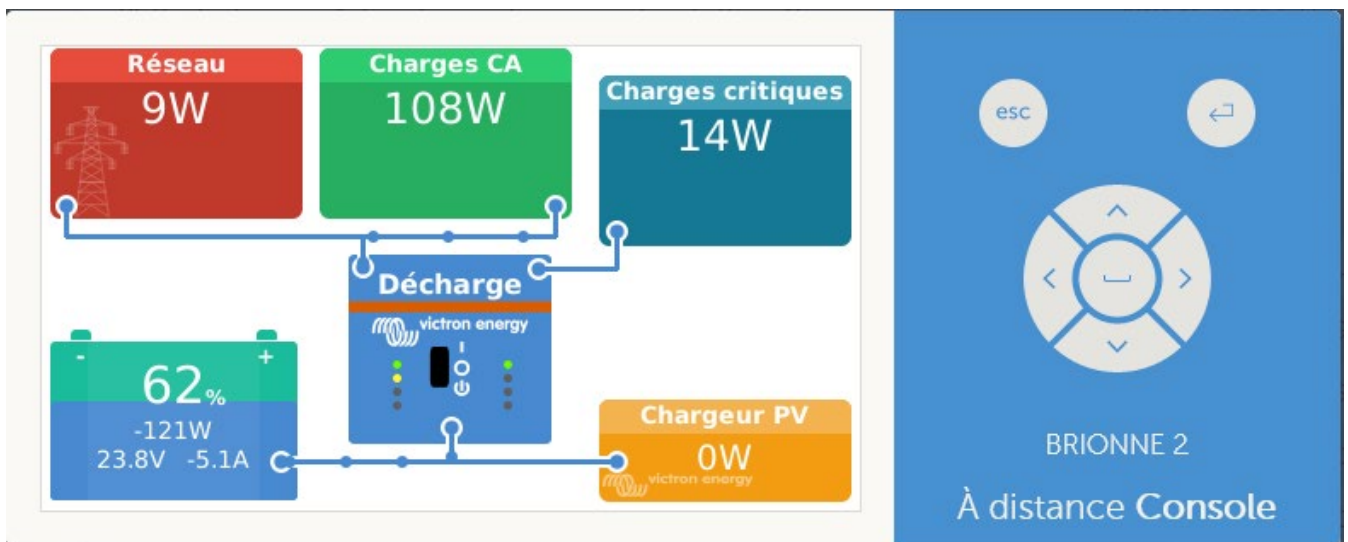 Réseau
9W
Charges CA
108W
Charges critiques
14W
Décharge
victron energy
I
O
- +
62%
-121W
23.8V -5.1A
Chargeur PV
0W
victron energy
esc
BRIONNE 2
À distance Console